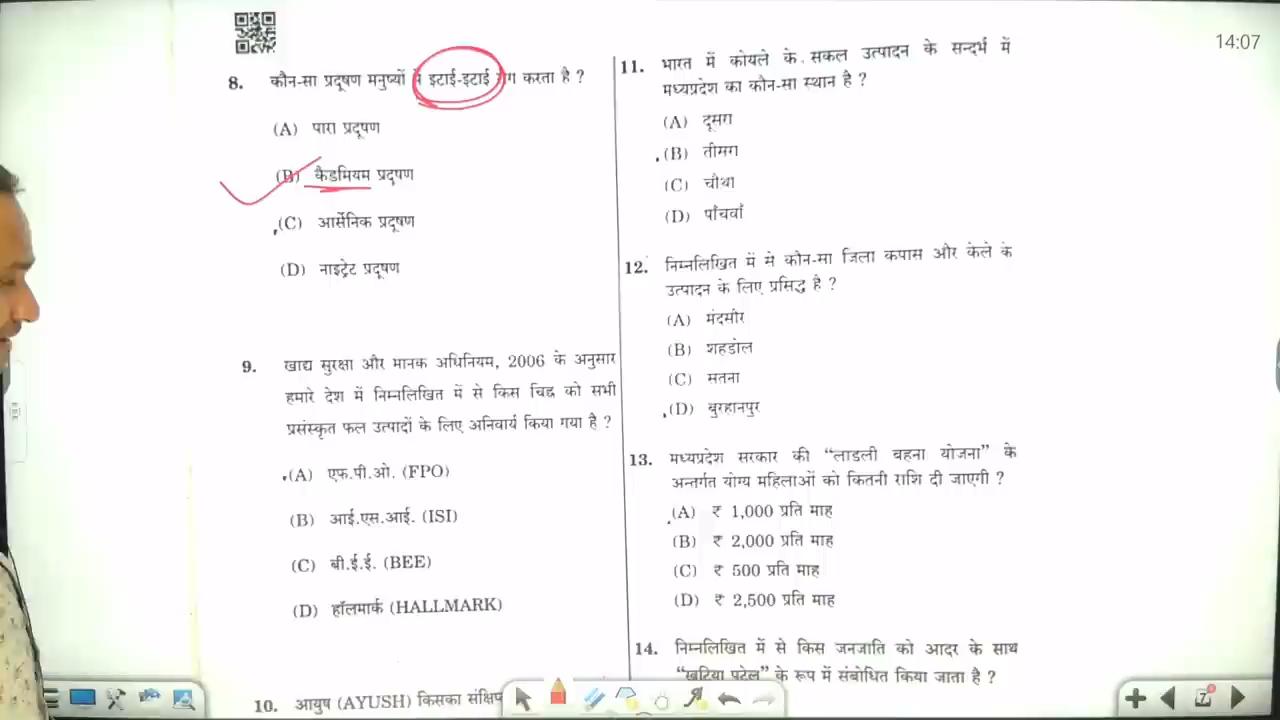 14:07
8. कौन-सा प्रदूषण मनुष्यों में इटाई-इटाई रोग करता है ?
(A) पारा प्रदूषण
(B) कैडमियम प्रदूषण
(C) आर्सेनिक प्रदूषण
(D) नाइट्रेट प्रदूषण
9. खाद्य सुरक्षा और मानक अधिनियम, 2006 के अनुसार
हमारे देश में निम्नलिखित में से किस चिह्न को सभी
प्रसंस्कृत फल उत्पादों के लिए अनिवार्य किया गया है ?
(A) एफ.पी.ओ. (FPO)
(B) आई.एस.आई. (ISI)
(C) बी.ई.ई. (BEE)
(D) हॉलमार्क (HALLMARK)
10. आयुष (AYUSH) किसका संक्षिप
11. भारत में कोयले के सकल उत्पादन के सन्दर्भ में
मध्यप्रदेश का कौन-सा स्थान है ?
(A) दूसरा
(B) तीसरा
(C) चौथा
(D) पाँचवाँ
12. निम्नलिखित में से कौन-सा जिला कपास और केले के
उत्पादन के लिए प्रसिद्ध है ?
(A) मंदसौर
(B) शहडोल
(C) सतना
(D) बुरहानपुर
13. मध्यप्रदेश सरकार की “लाडली बहना योजना” के
अन्तर्गत योग्य महिलाओं को कितनी राशि दी जाएगी ?
(A) ₹ 1,000 प्रति माह
(B) ₹ 2,000 प्रति माह
(C) ₹ 500 प्रति माह
(D) ₹ 2,500 प्रति माह
14. निम्नलिखित में से किस जनजाति को आदर के साथ
“खटिया पटेल” के रूप में संबोधित किया जाता है ?